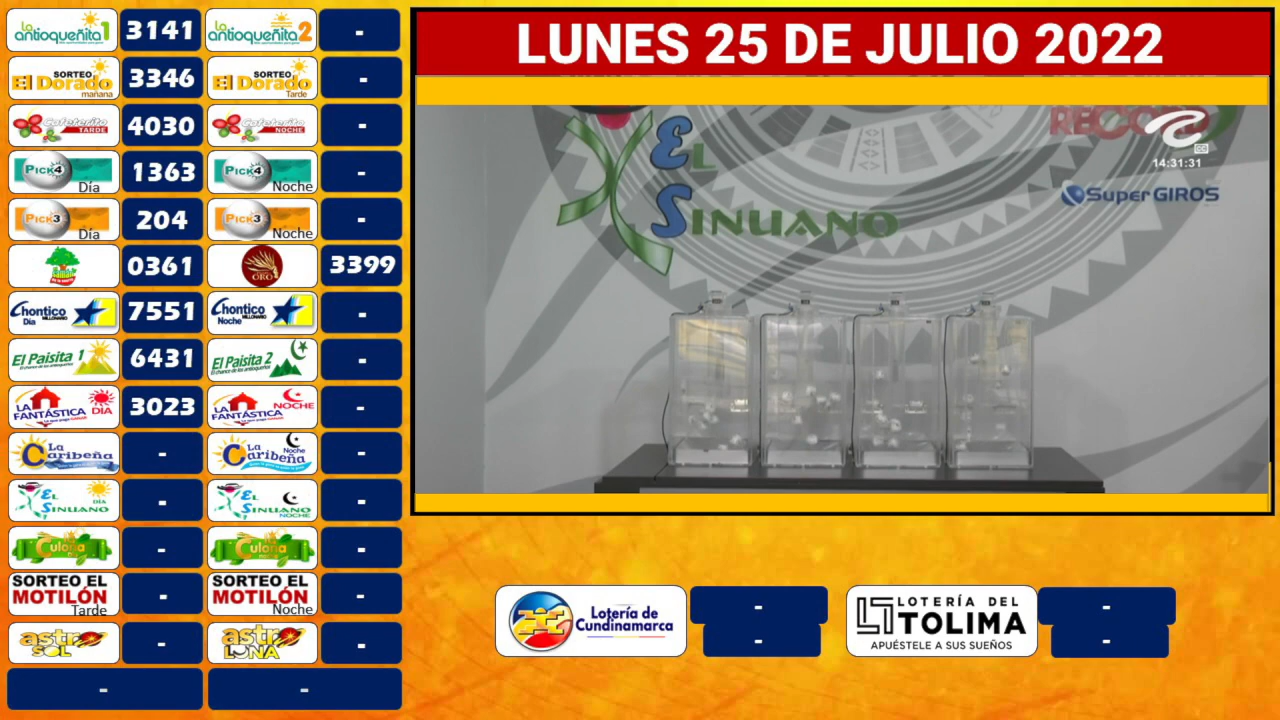 La antioqueñita 1 3141 La antioqueñita 2 -
SORTEO El Dorado mañana 3346 SORTEO El Dorado Tarde -
Cafeterito TARDE 4030 Cafeterito NOCHE -
PICK4 Día 1363 PICK4 Noche -
PICK3 Día 204 PICK3 Noche -
0361 ORO 3399
Chontico Día MILLONARIO 7551 Chontico Noche MILLONARIO -
El Paisita 1 6431 El Paisita 2 -
LA FANTÁSTICA DIA 3023 LA FANTÁSTICA NOCHE -
La Caribeña - La Caribeña Noche -
EL SINUANO DÍA - EL SINUANO NOCHE -
Culona - Culona -
SORTEO EL MOTILÓN Tarde - SORTEO EL MOTILÓN Noche -
astro SOL - astro LUNA -
- -
LUNES 25 DE JULIO 2022
EL
SINUANO
14:31:31
SuperGIROS
Lotería de
Cundinamarca
-
-
LOTERÍA DEL
TOLIMA
APUÉSTELE A SUS SUEÑOS
-
-